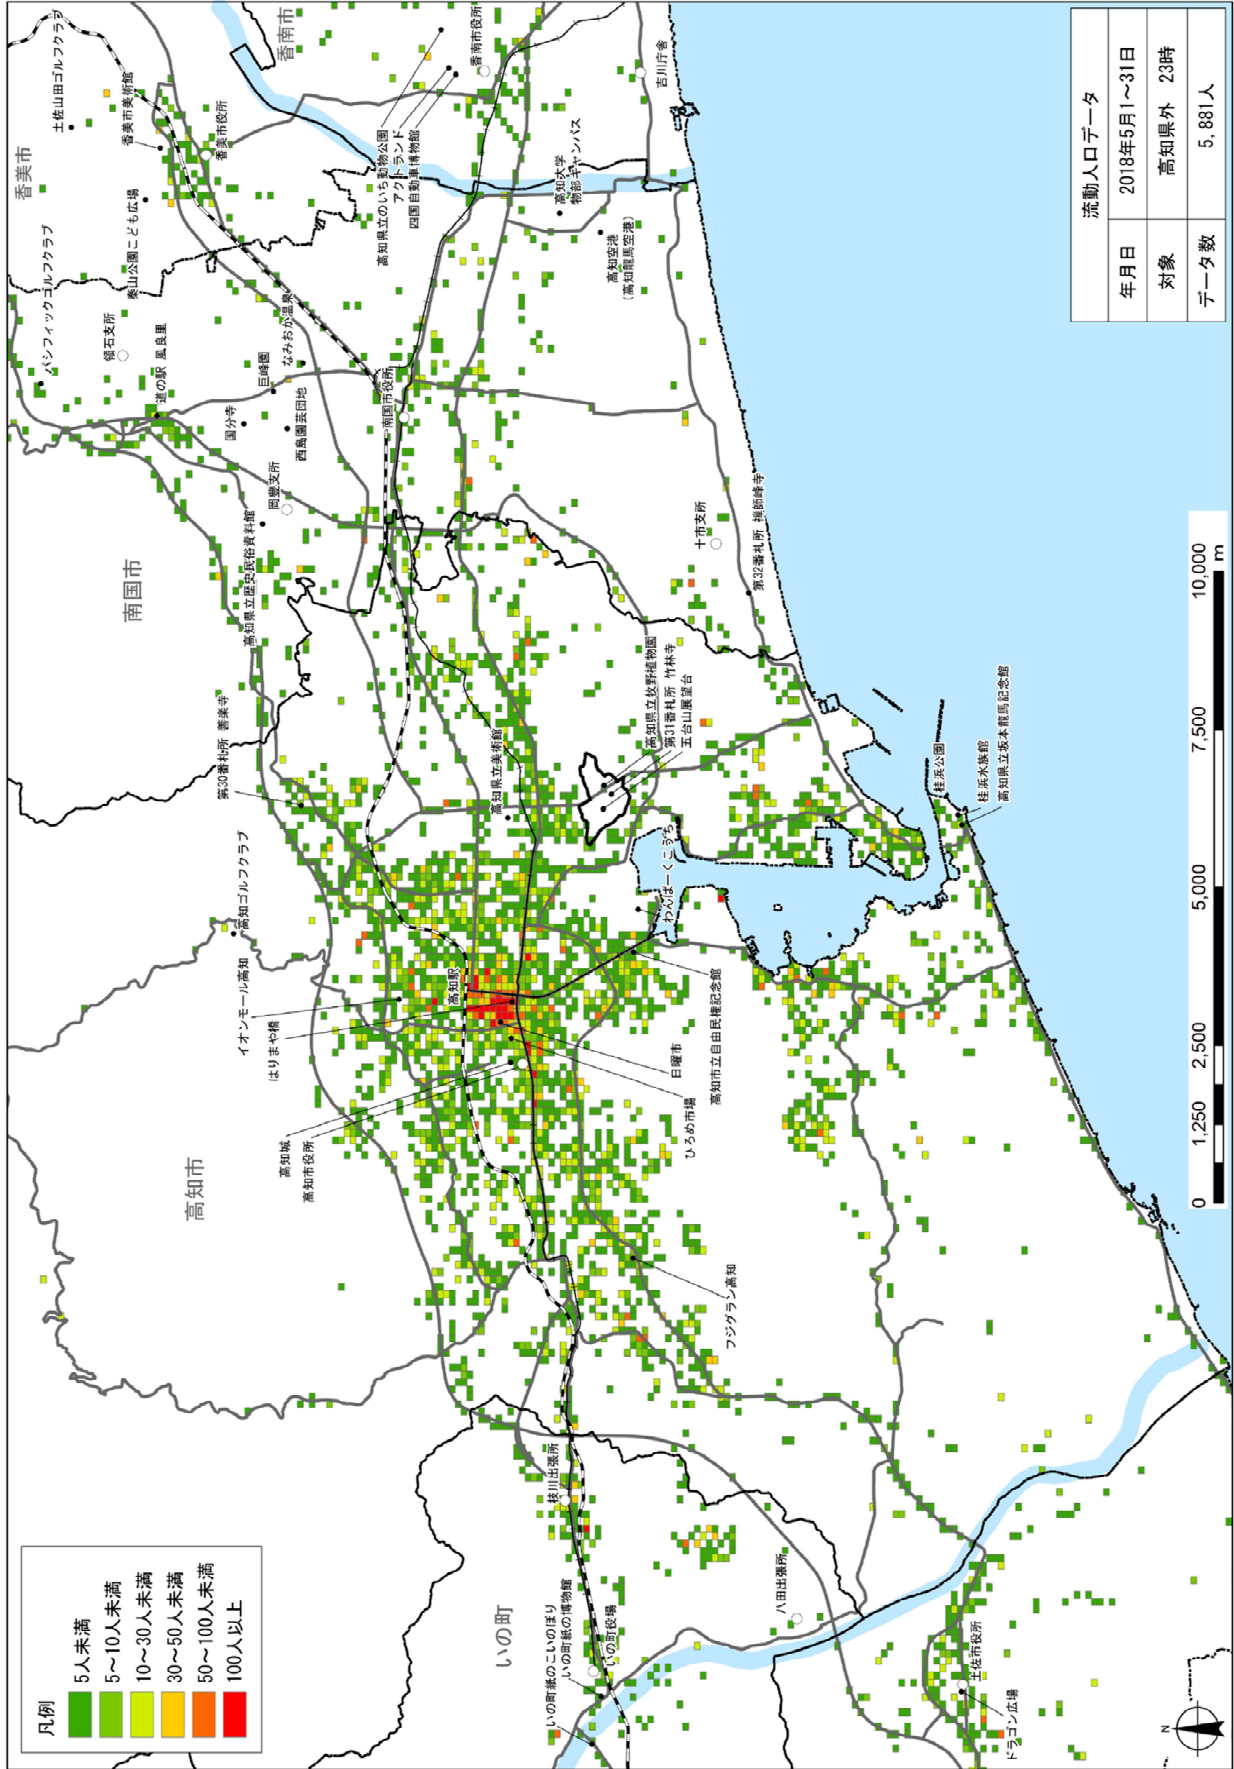 凡例
5人未満
5~10人未満
10~30人未満
30~50人未満
50~100人未満
100人以上
流動人口データ
年月日 2018年5月1~31日
対象 高知県外 23時
データ数 5,881人
香美市
香南市
南国市
高知市
いの町
土佐山田ゴルフクラブ
香美市美術館
香美市役所
秦山公園こども広場
パシフィックゴルフクラブ
領石支所
道の駅 風良里
国分寺
巨峰園
なみおか温泉
西島園芸団地
岡豊支所
高知県立歴史民俗資料館
南国市役所
高知県立のいち動物公園
アクトランド
四国自動車博物館
香南市役所
吉川庁舎
高知大学
物部キャンパス
高知空港
(高知龍馬空港)
十市支所
第32番札所 禅師峰寺
第30番札所 善楽寺
高知ゴルフクラブ
イオンモール高知
はりまや橋
高知駅
高知城
高知市役所
高知県立美術館
高知県立牧野植物園
第31番札所 竹林寺
五台山展望台
わんぱーくこうち
高知市立自由民権記念館
日曜市
ひろめ市場
フジグラン高知
桂浜公園
桂浜水族館
高知県立坂本龍馬記念館
枝川出張所
いの町紙のこいのぼり
いの町紙の博物館
いの町役場
八田出張所
土佐市役所
ドラゴン広場
N
0 1,250 2,500 5,000 7,500 10,000
m